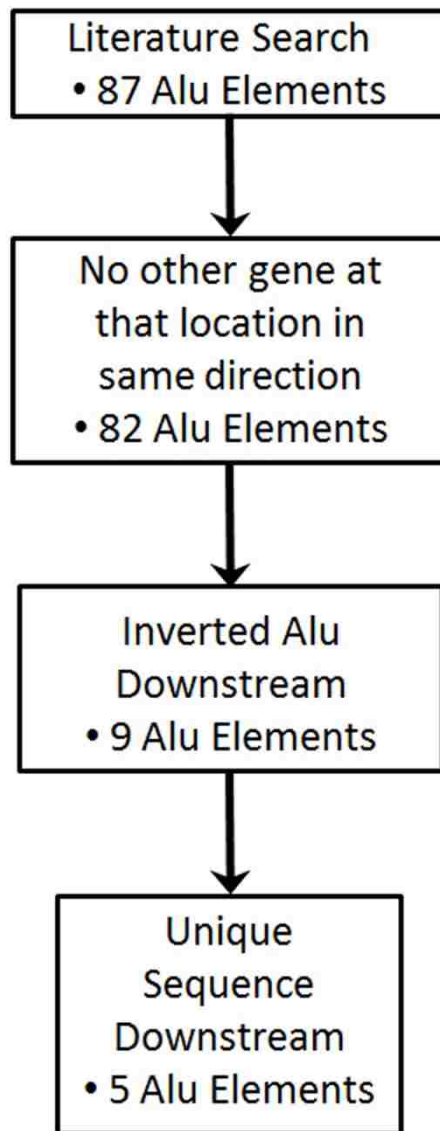 Literature Search
• 87 Alu Elements
No other gene at
that location in
same direction
• 82 Alu Elements
Inverted Alu
Downstream
• 9 Alu Elements
Unique
Sequence
Downstream
• 5 Alu Elements